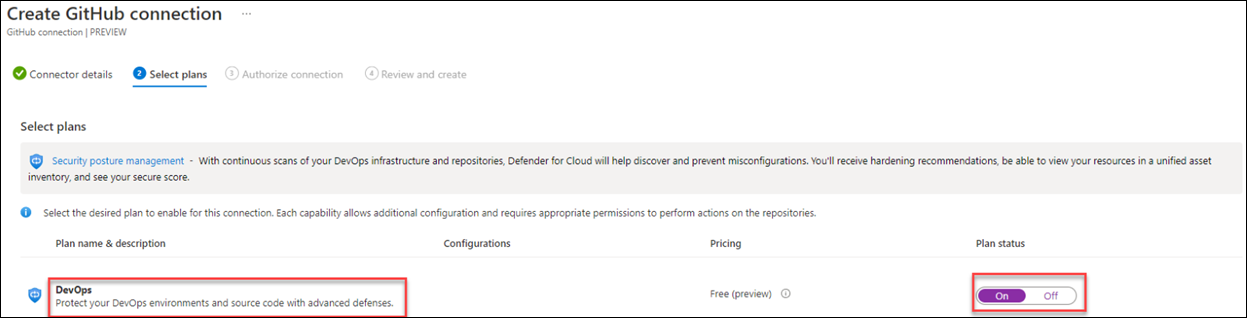 Create GitHub connection ...
GitHub connection | PREVIEW
Connector details
2 Select plans
3 Authorize connection
4 Review and create
Select plans
Security posture management - With continuous scans of your DevOps infrastructure and repositories, Defender for Cloud will help discover and prevent misconfigurations. You'll receive hardening recommendations, be able to view your resources in a unified asset
inventory, and see your secure score.
Select the desired plan to enable for this connection. Each capability allows additional configuration and requires appropriate permissions to perform actions on the repositories.
Plan name & description Configurations Pricing Plan status
DevOps
Protect your DevOps environments and source code with advanced defenses.
Free (preview)
On Off